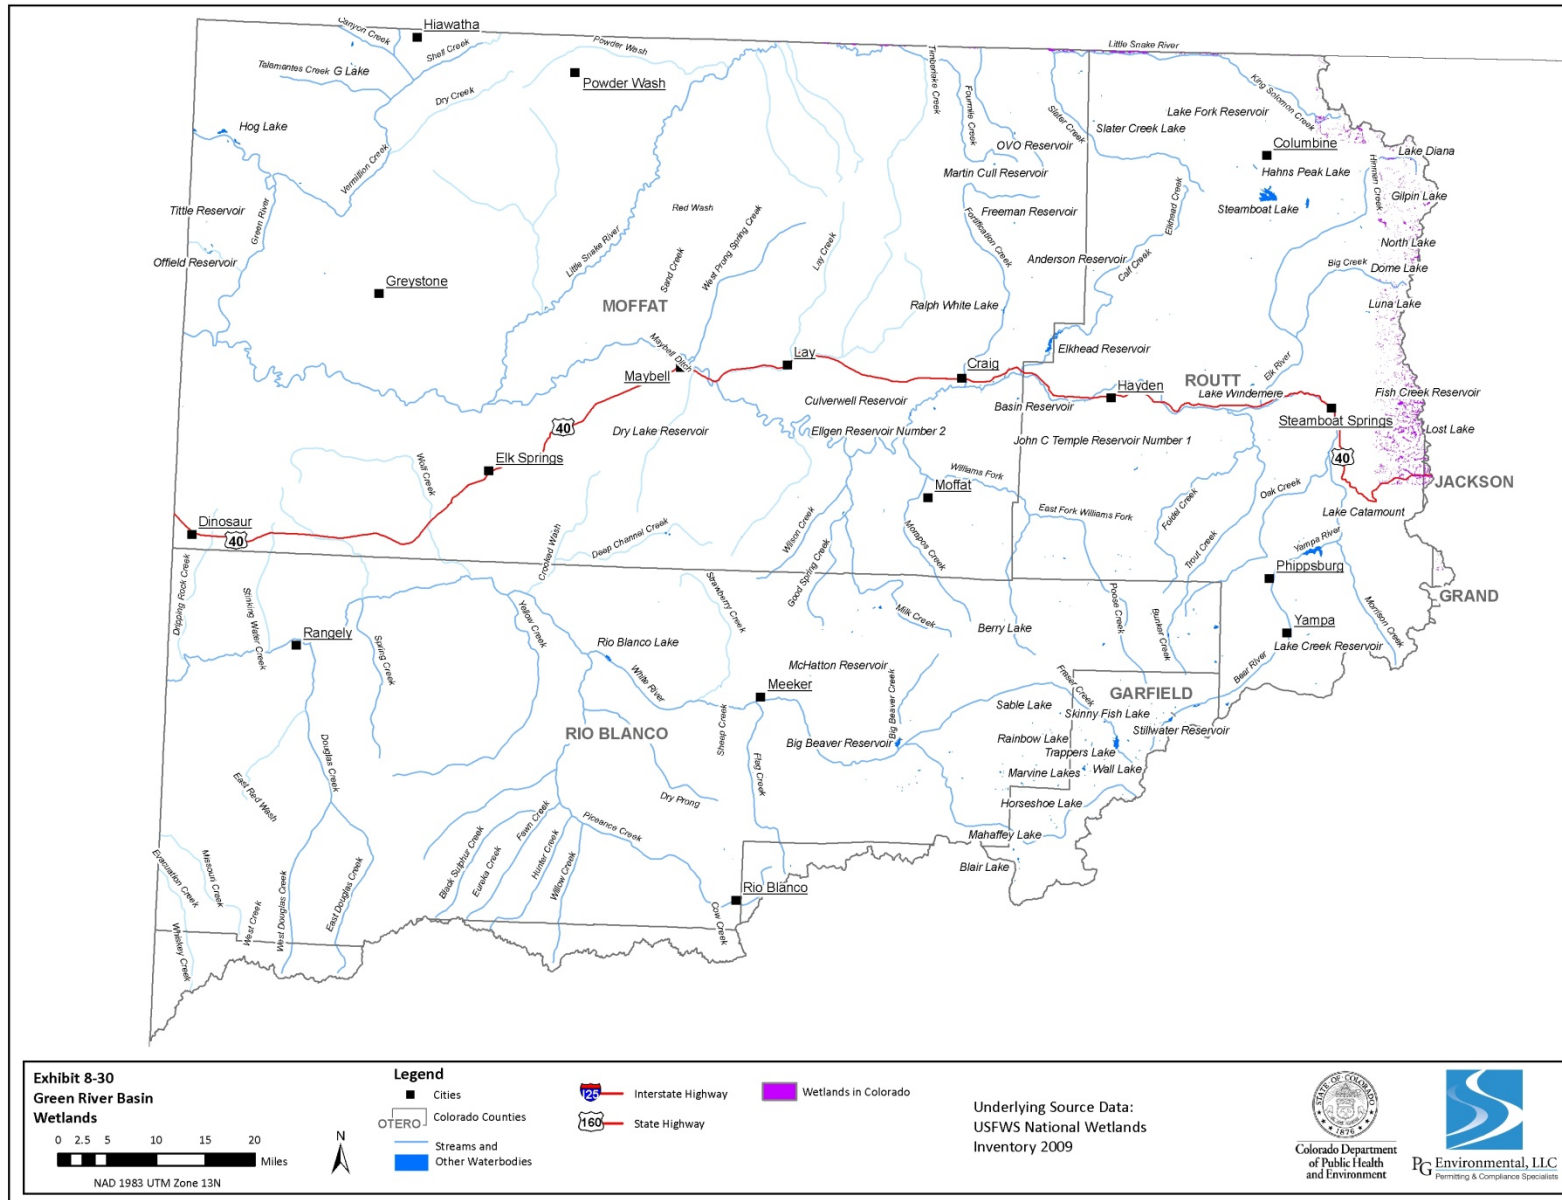 Canyon Creek
Hiawatha
Shell Creek
Powder Wash
Little Snake River
Talamantes Creek
G Lake
Powder Wash
Timberlake Creek
Fourmile Creek
King Solomon Creek
Dry Creek
Slater Creek
Lake Fork Reservoir
Hog Lake
Slater Creek Lake
Columbine
OVO Reservoir
Lake Diana
Vermillion Creek
Martin Cull Reservoir
Hahns Peak Lake
Hinman Creek
Gilpin Lake
Tittle Reservoir
Green River
Red Wash
West Prong Spring Creek
Freeman Reservoir
Elkhead Creek
Steamboat Lake
Fortification Creek
Lay Creek
Little Snake River
North Lake
Offield Reservoir
Sand Creek
Anderson Reservoir
Calf Creek
Big Creek
Dome Lake
Greystone
MOFFAT
Ralph White Lake
Luna Lake
Maybell Ditch
Lay
Elkhead Reservoir
Elk River
Maybell
Craig
Hayden
ROUTT
Lake Windemere
Fish Creek Reservoir
Culverwell Reservoir
Basin Reservoir
Steamboat Springs
40
Dry Lake Reservoir
Ellgen Reservoir Number 2
John C Temple Reservoir Number 1
Lost Lake
Elk Springs
Wolf Creek
40
Williams Fork
Moffat
Oak Creek
JACKSON
Dinosaur
40
Crooked Wash
Deep Channel Creek
Wilson Creek
Morapos Creek
East Fork Williams Fork
Foidel Creek
Lake Catamount
Trout Creek
Yampa River
Phippsburg
Dripping Rock Creek
Stinking Water Creek
Yellow Creek
Strawberry Creek
Good Spring Creek
Milk Creek
Poose Creek
Bunker Creek
GRAND
Morrison Creek
Rangely
Spring Creek
Rio Blanco Lake
Berry Lake
Yampa
Lake Creek Reservoir
White River
McHatton Reservoir
Bear River
Meeker
Big Beaver Creek
Fraser Creek
GARFIELD
Sable Lake
Skinny Fish Lake
Stillwater Reservoir
RIO BLANCO
Sheep Creek
Big Beaver Reservoir
Rainbow Lake
Trappers Lake
Douglas Creek
Flag Creek
Marvine Lakes
Wall Lake
East Red Wash
Dry Prong
Horseshoe Lake
Fawn Creek
Piceance Creek
Mahaffey Lake
Evacuation Creek
Missouri Creek
Black Sulphur Creek
Eureka Creek
Hunter Creek
Willow Creek
Blair Lake
Rio Blanco
West Creek
West Douglas Creek
East Douglas Creek
Cow Creek
Whiskey Creek
Exhibit 8-30
Green River Basin
Wetlands
0 2.5 5 10 15 20
Miles
NAD 1983 UTM Zone 13N
N
Legend
Cities
OTERO
Colorado Counties
Streams and
Other Waterbodies
I25
Interstate Highway
160
State Highway
Wetlands in Colorado
Underlying Source Data:
USFWS National Wetlands
Inventory 2009
STATE OF COLORADO
1876
Colorado Department
of Public Health
and Environment
PG Environmental, LLC
Permitting & Compliance Specialists